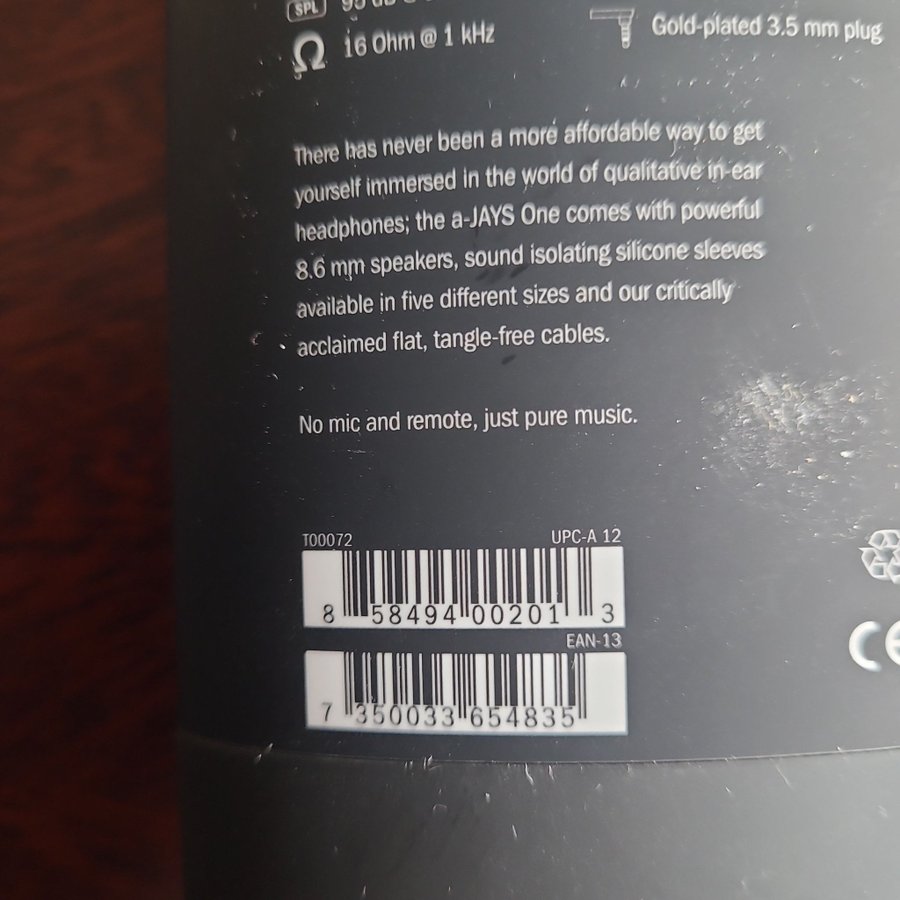 SPL
16 Ohm @ 1 kHz
Gold-plated 3.5 mm plug
There has never been a more affordable way to get
yourself immersed in the world of qualitative in-ear
headphones; the a-JAYS One comes with powerful
8.6 mm speakers, sound isolating silicone sleeves
available in five different sizes and our critically
acclaimed flat, tangle-free cables.
No mic and remote, just pure music.
T00072 UPC-A 12
8 58494 00201 3
EAN-13
7 350033 654835
CE